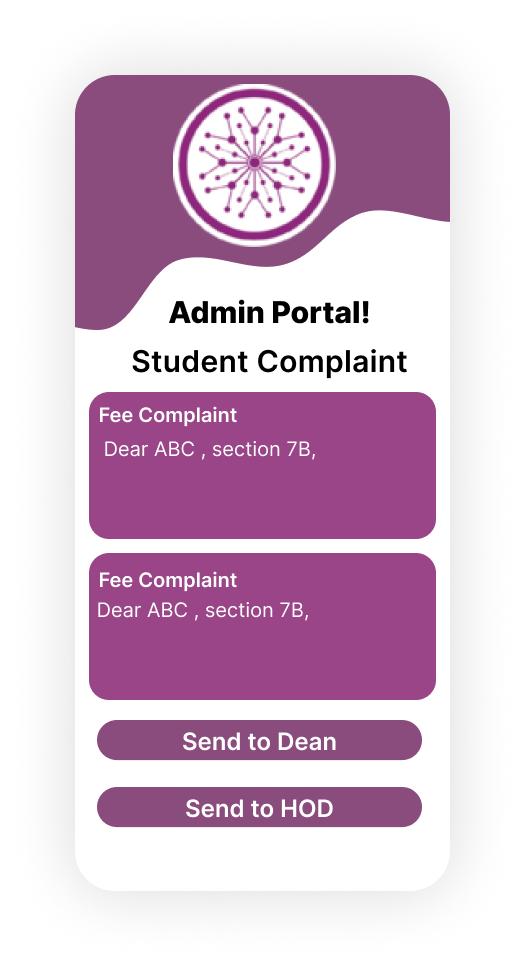 Admin Portal!
Student Complaint
Fee Complaint
Dear ABC , section 7B,
Fee Complaint
Dear ABC , section 7B,
Send to Dean
Send to HOD